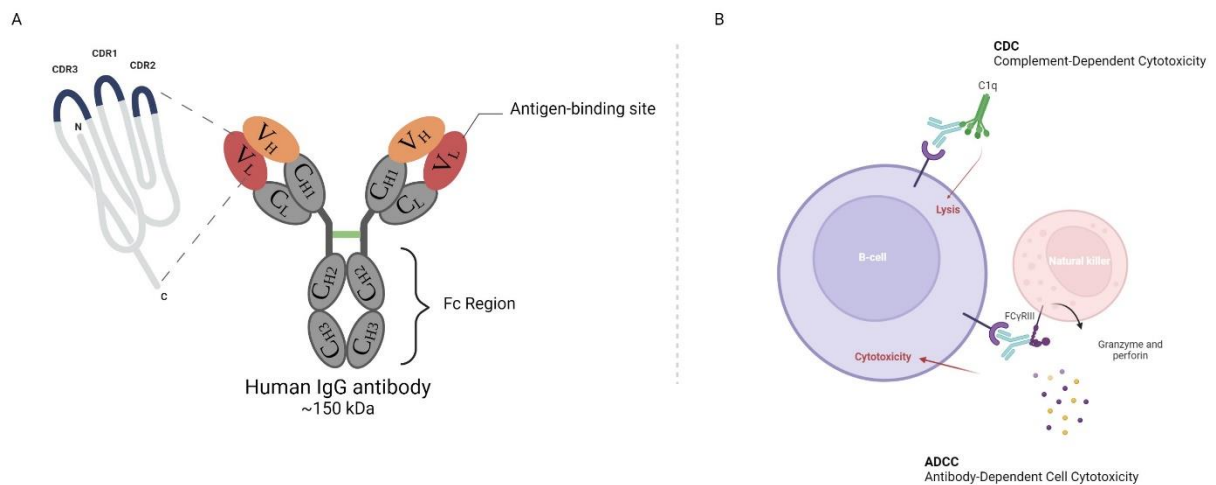 A
CDR3
CDR1
CDR2
N
C
VH
VL
CH1
CL
VH
VL
CH1
CL
Antigen-binding site
CH2
CH2
CH3
CH3
Fc Region
Human IgG antibody
~150 kDa
B
CDC
Complement-Dependent Cytotoxicity
C1q
Lysis
B-cell
Natural killer
FCγRIII
Granzyme and
perforin
Cytotoxicity
ADCC
Antibody-Dependent Cell Cytotoxicity